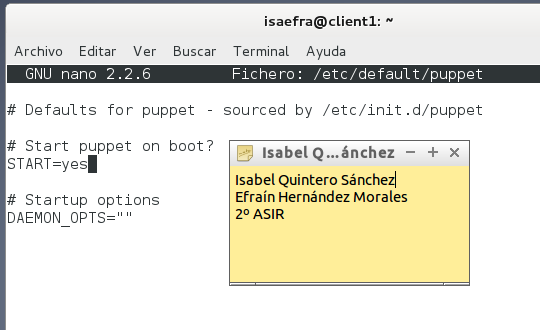 isaefra@client1: ~
Archivo Editar Ver Buscar Terminal Ayuda
GNU nano 2.2.6 Fichero: /etc/default/puppet
# Defaults for puppet - sourced by /etc/init.d/puppet
# Start puppet on boot?
START=yes
# Startup options
DAEMON_OPTS=""
Isabel Q...ánchez
Isabel Quintero Sánchez
Efraín Hernández Morales
2º ASIR